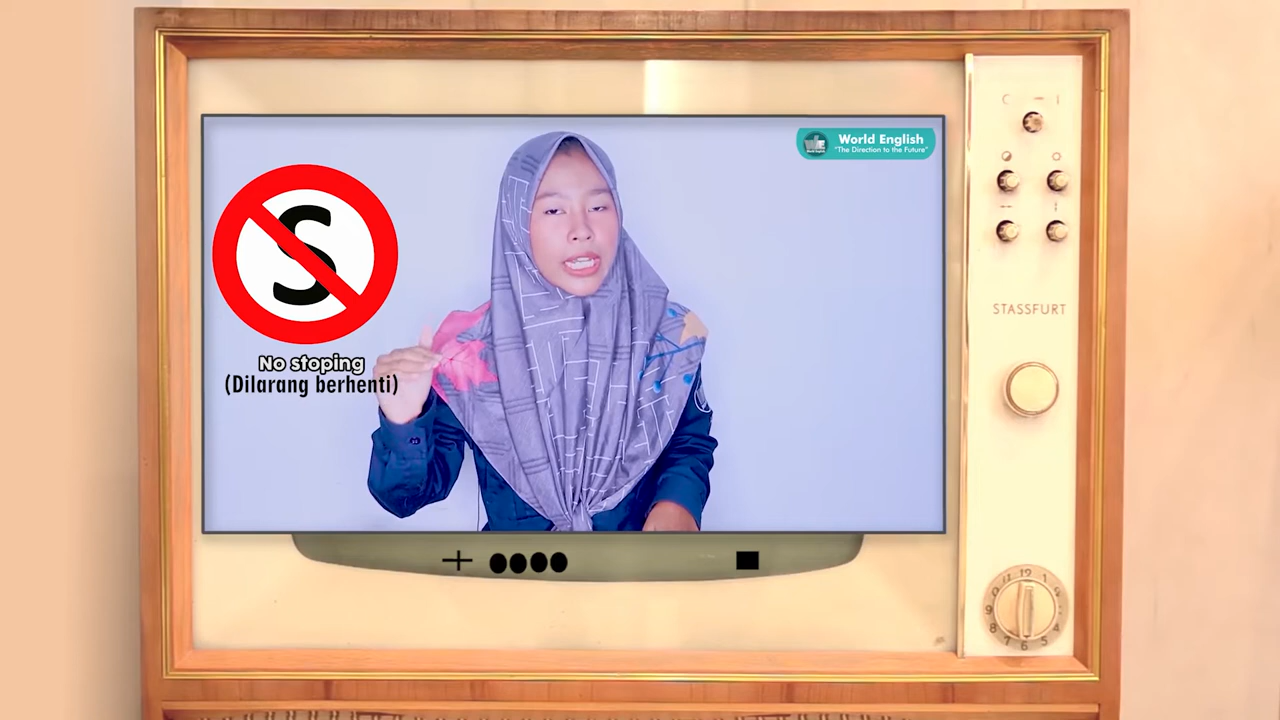 World English
"The Direction to the Future"
S
No stoping
(Dilarang berhenti)
STASSFURT